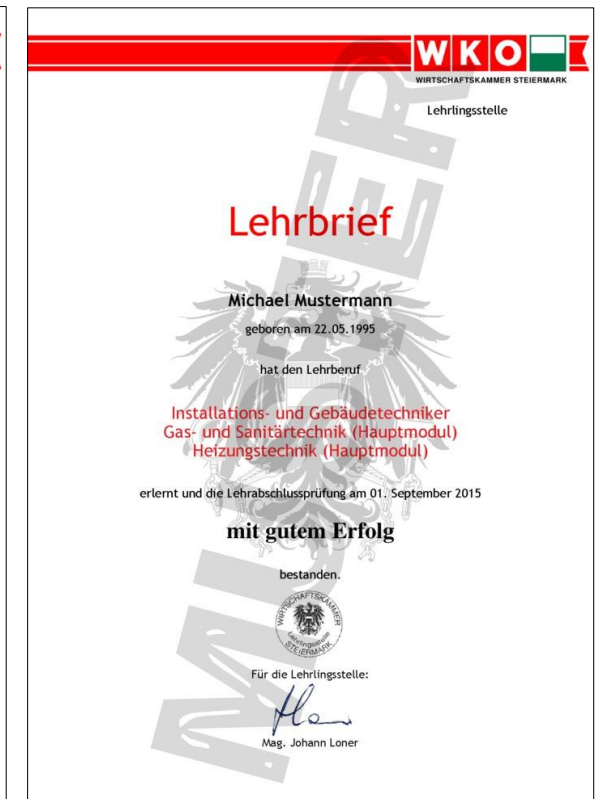 WKO
WIRTSCHAFTSKAMMER STEIERMARK
Lehrlingsstelle
Lehrbrief
Michael Mustermann
geboren am 22.05.1995
hat den Lehrberuf
Installations- und Gebäudetechniker
Gas- und Sanitärtechnik (Hauptmodul)
Heizungstechnik (Hauptmodul)
erlernt und die Lehrabschlussprüfung am 01. September 2015
mit gutem Erfolg
bestanden.
WIRTSCHAFTSKAMMER
Lehrlingsstelle
STEIERMARK
Für die Lehrlingsstelle:
Mag. Johann Loner
MUSTER